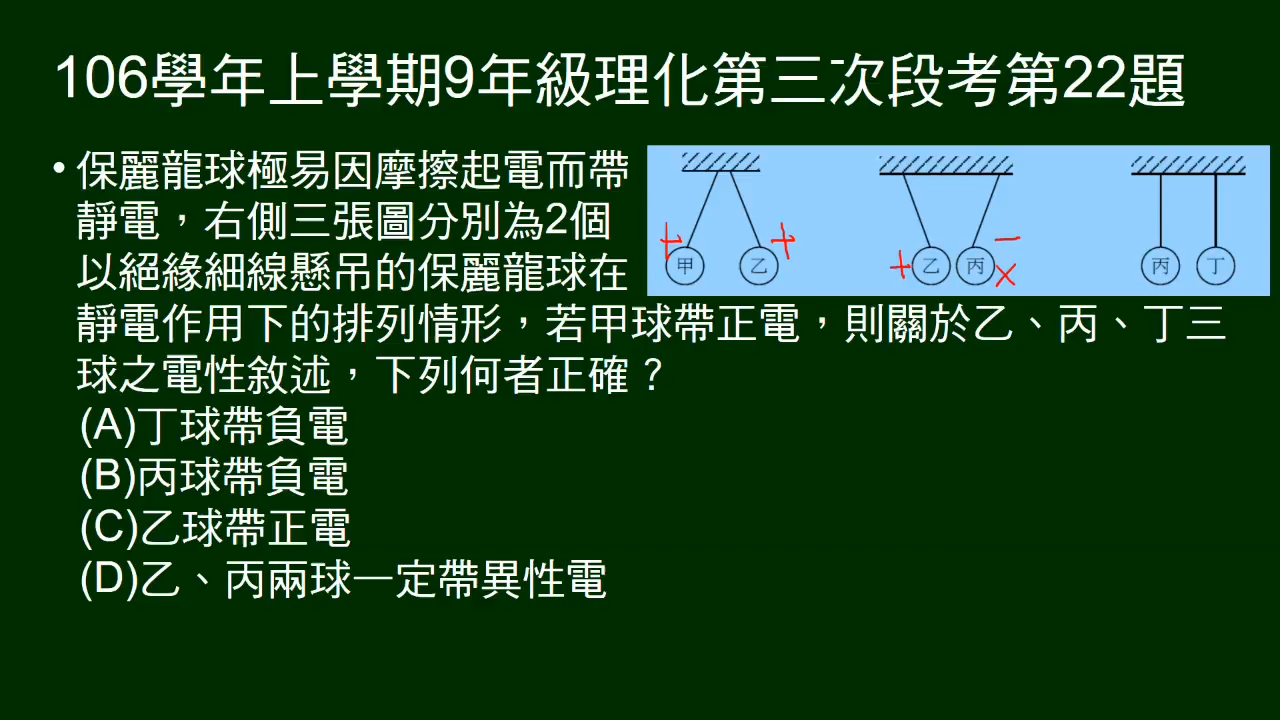 106學年上學期9年級理化第三次段考第22題
• 保麗龍球極易因摩擦起電而帶
靜電，右側三張圖分別為2個
以絕緣細線懸吊的保麗龍球在
靜電作用下的排列情形，若甲球帶正電，則關於乙、丙、丁三
球之電性敘述，下列何者正確？
(A)丁球帶負電
(B)丙球帶負電
(C)乙球帶正電
(D)乙、丙兩球一定帶異性電
+ + + − ×
甲 乙 乙 丙 丙 丁